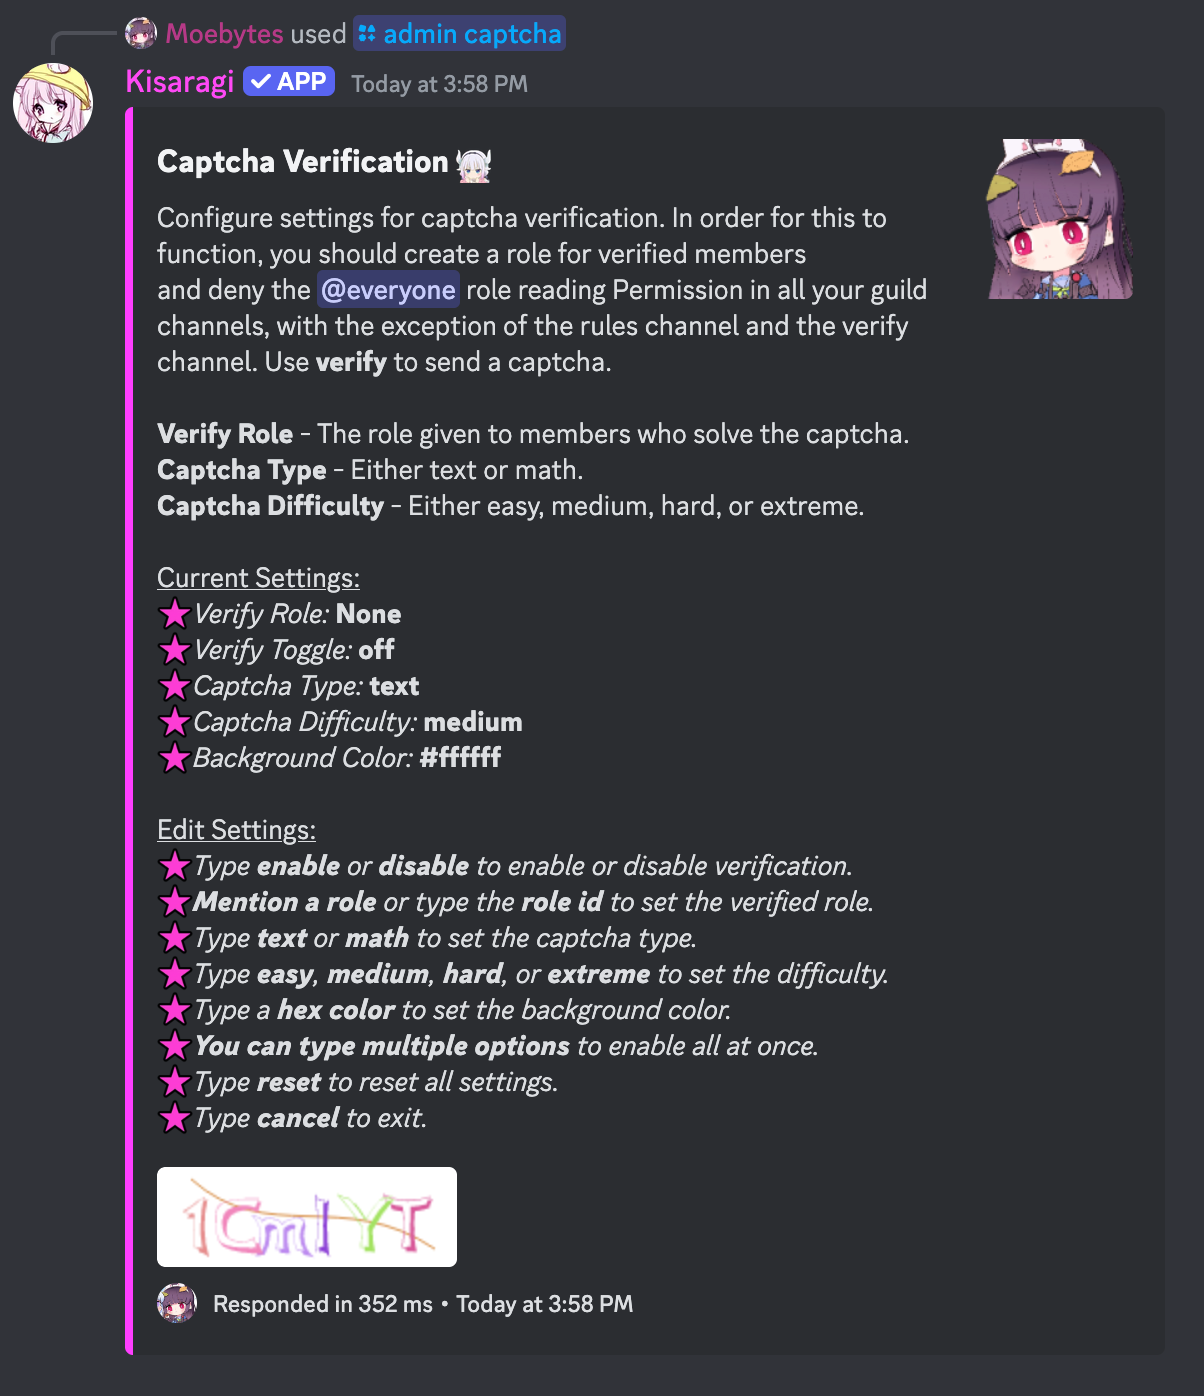 Moebytes used admin captcha
Kisaragi APP Today at 3:58 PM
Captcha Verification
Configure settings for captcha verification. In order for this to
function, you should create a role for verified members
and deny the @everyone role reading Permission in all your guild
channels, with the exception of the rules channel and the verify
channel. Use verify to send a captcha.
Verify Role - The role given to members who solve the captcha.
Captcha Type - Either text or math.
Captcha Difficulty - Either easy, medium, hard, or extreme.
Current Settings:
Verify Role: None
Verify Toggle: off
Captcha Type: text
Captcha Difficulty: medium
Background Color: #ffffff
Edit Settings:
Type enable or disable to enable or disable verification.
Mention a role or type the role id to set the verified role.
Type text or math to set the captcha type.
Type easy, medium, hard, or extreme to set the difficulty.
Type a hex color to set the background color.
You can type multiple options to enable all at once.
Type reset to reset all settings.
Type cancel to exit.
1CmlYT
Responded in 352 ms • Today at 3:58 PM